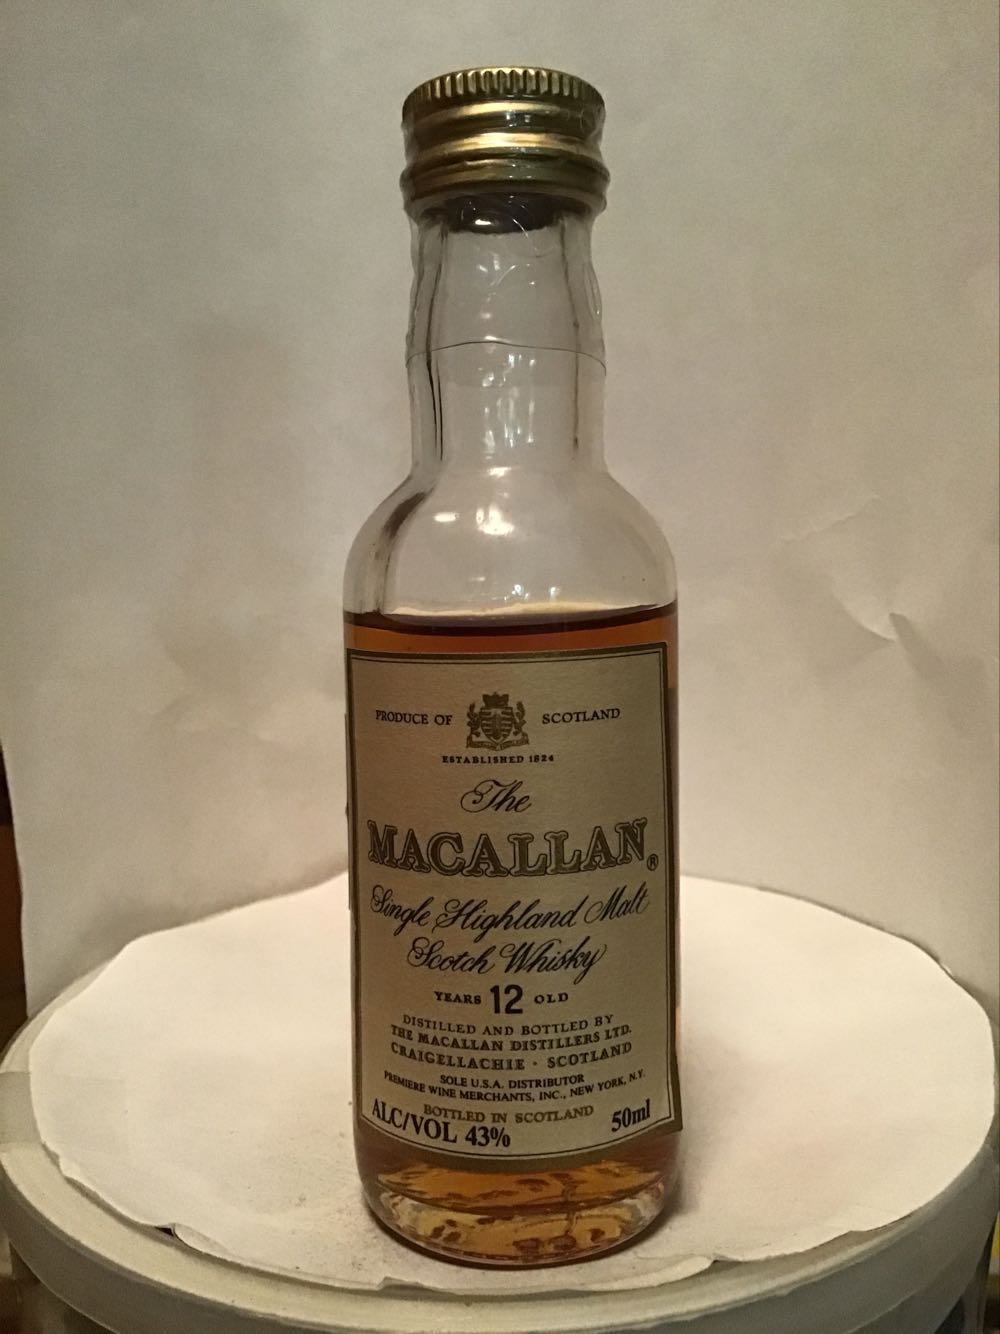 PRODUCE OF SCOTLAND
ESTABLISHED 1824
The
MACALLAN®
Single Highland Malt
Scotch Whisky
YEARS 12 OLD
DISTILLED AND BOTTLED BY
THE MACALLAN DISTILLERS LTD.
CRAIGELLACHIE · SCOTLAND
SOLE U.S.A. DISTRIBUTOR
PREMIERE WINE MERCHANTS, INC., NEW YORK, N.Y.
BOTTLED IN SCOTLAND
ALC/VOL 43% 50ml